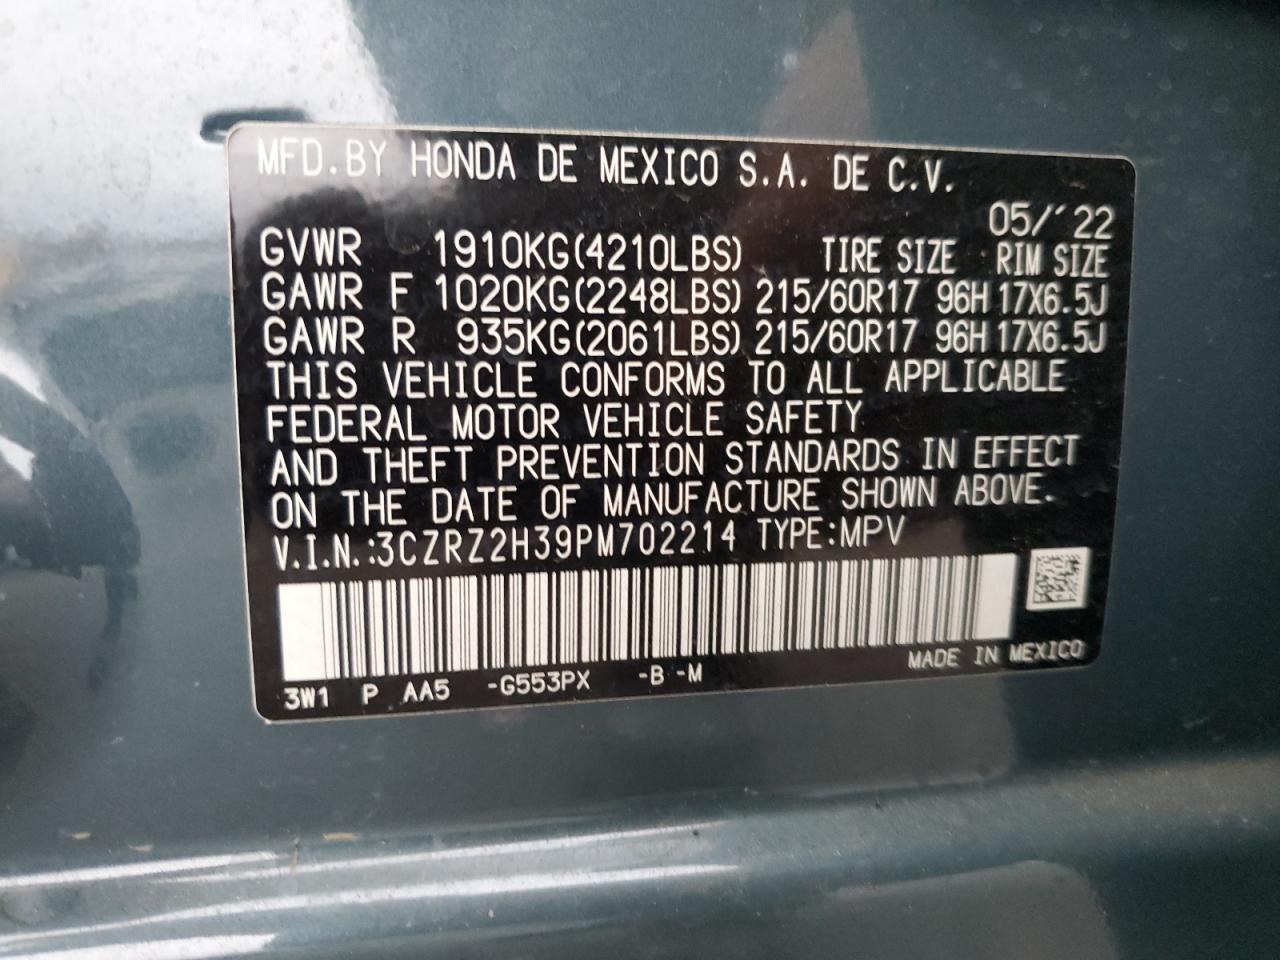 MFD.BY HONDA DE MEXICO S.A. DE C.V.
05/´22
GVWR 1910KG(4210LBS) TIRE SIZE RIM SIZE
GAWR F 1020KG(2248LBS) 215/60R17 96H 17X6.5J
GAWR R 935KG(2061LBS) 215/60R17 96H 17X6.5J
THIS VEHICLE CONFORMS TO ALL APPLICABLE
FEDERAL MOTOR VEHICLE SAFETY
AND THEFT PREVENTION STANDARDS IN EFFECT
ON THE DATE OF MANUFACTURE SHOWN ABOVE.
V.I.N.:3CZRZ2H39PM702214 TYPE:MPV
MADE IN MEXICO
3W1 P AA5 -G553PX -B -M